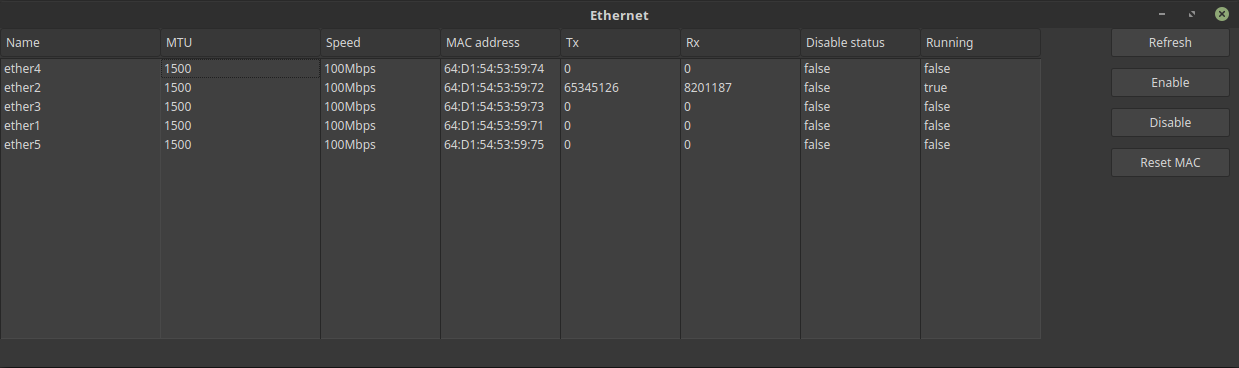 Ethernet
Name MTU Speed MAC address Tx Rx Disable status Running Refresh
ether4 1500 100Mbps 64:D1:54:53:59:74 0 0 false false
ether2 1500 100Mbps 64:D1:54:53:59:72 65345126 8201187 false true Enable
ether3 1500 100Mbps 64:D1:54:53:59:73 0 0 false false
ether1 1500 100Mbps 64:D1:54:53:59:71 0 0 false false Disable
ether5 1500 100Mbps 64:D1:54:53:59:75 0 0 false false
Reset MAC